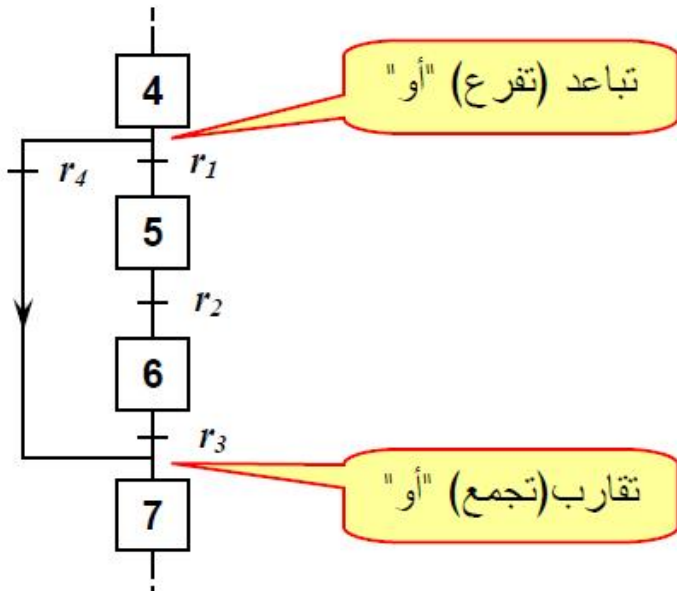 4
تباعد (تفرع) "أو"
r₄
r₁
5
r₂
6
r₃
تقارب(تجمع) "أو"
7